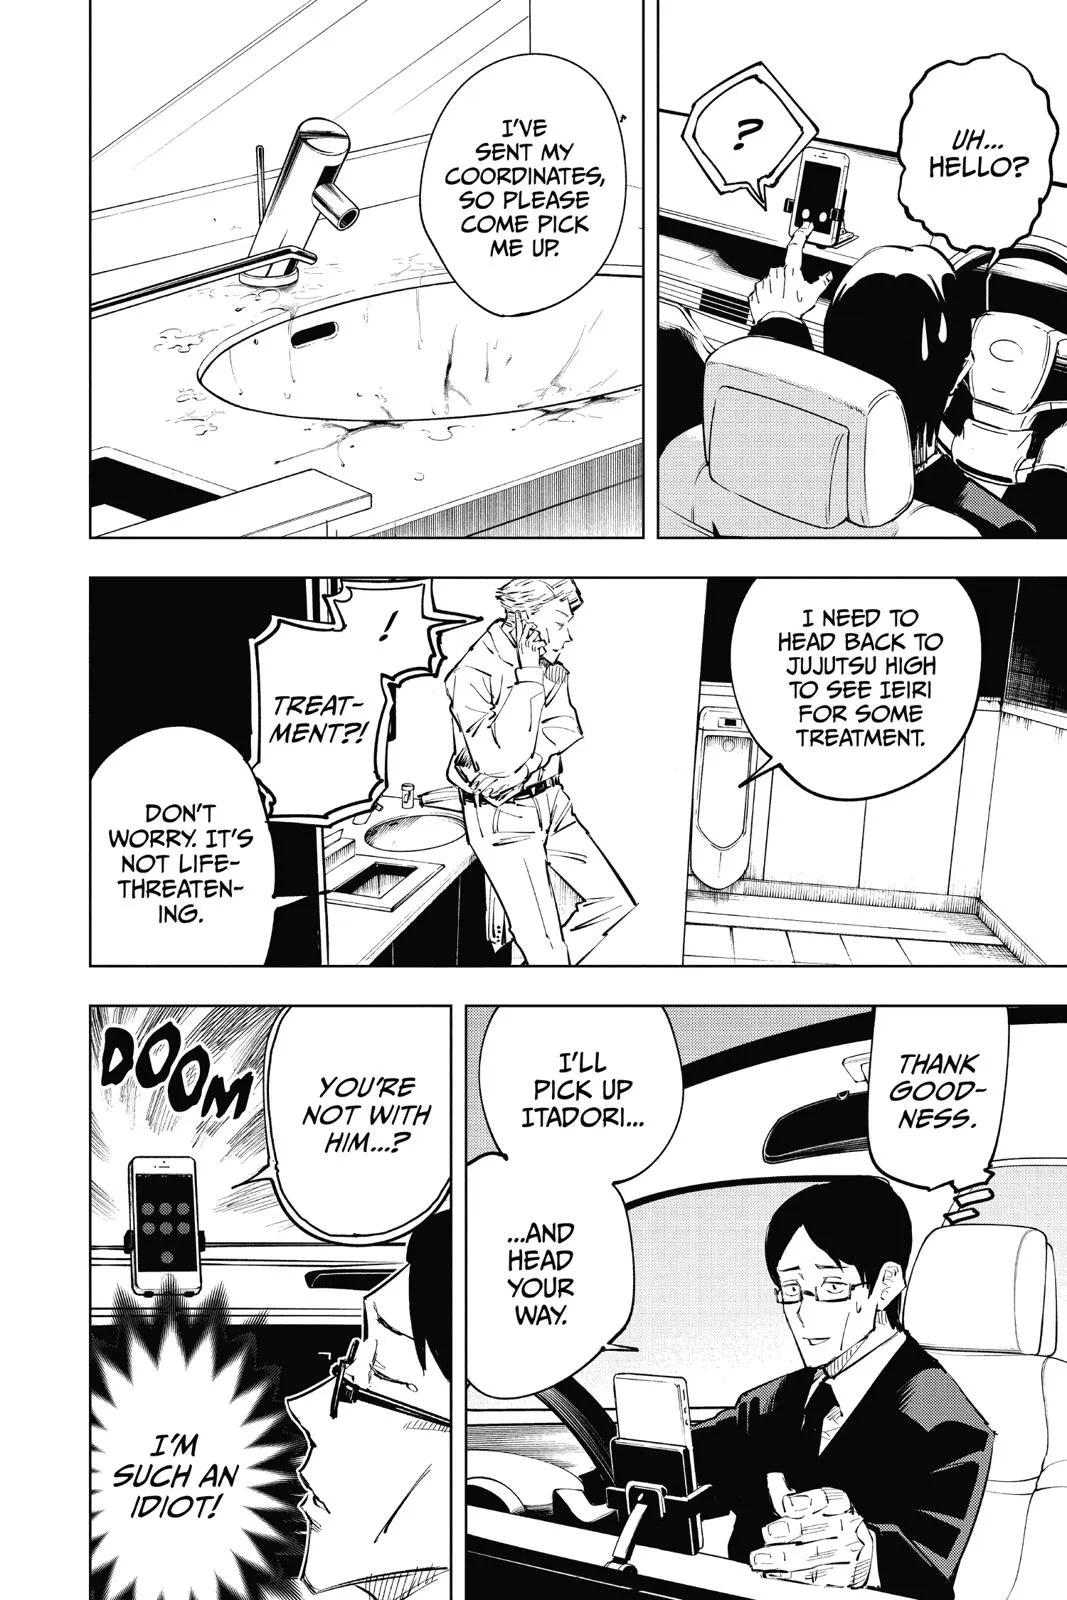 UH...
HELLO?
?
I'VE
SENT MY
COORDINATES,
SO PLEASE
COME PICK
ME UP.
I NEED TO
HEAD BACK TO
JUJUTSU HIGH
TO SEE IEIRI
FOR SOME
TREATMENT.
!
TREAT-
MENT?!
DON'T
WORRY. IT'S
NOT LIFE-
THREATEN-
ING.
THANK
GOOD-
NESS.
I'LL
PICK UP
ITADORI...
...AND
HEAD
YOUR
WAY.
YOU'RE
NOT WITH
HIM...?
DOOM
I'M
SUCH AN
IDIOT!